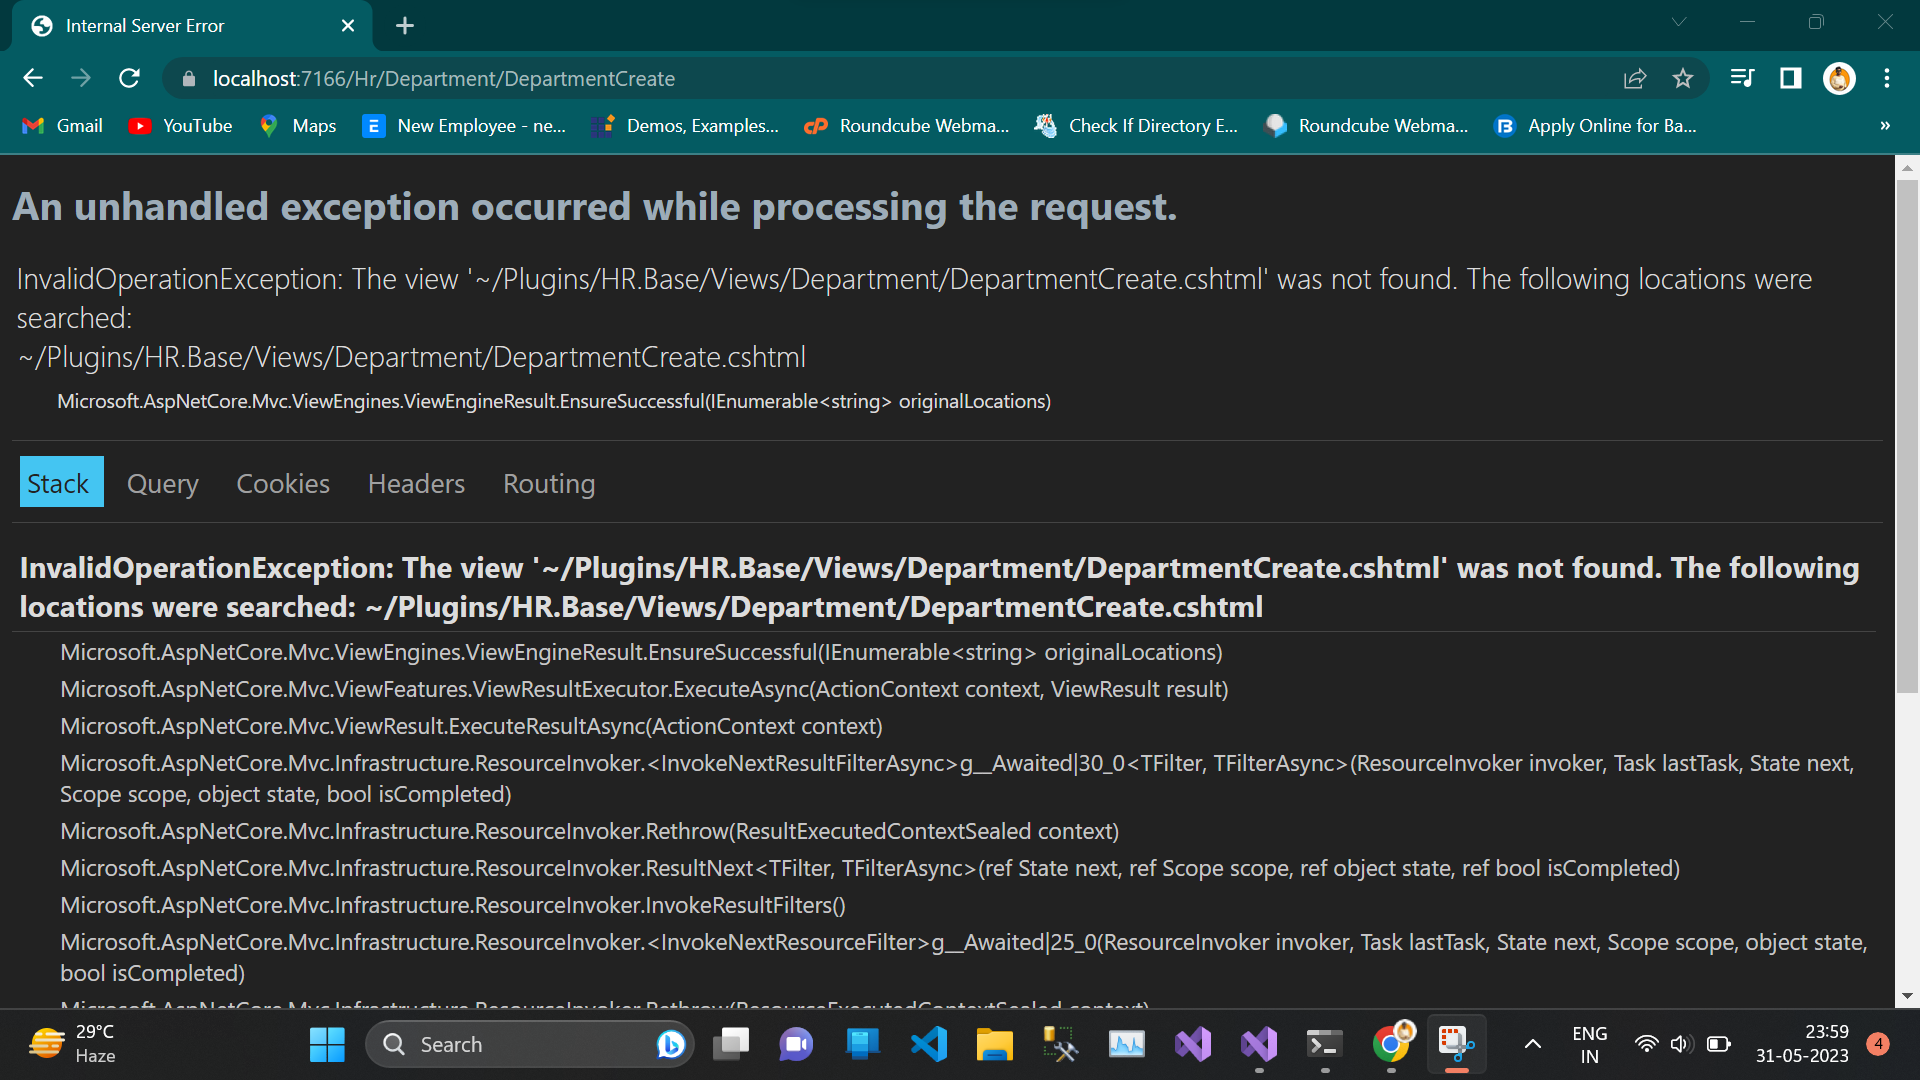 Internal Server Error
localhost:7166/Hr/Department/DepartmentCreate
Gmail YouTube Maps New Employee - ne... Demos, Examples... Roundcube Webma... Check If Directory E... Roundcube Webma... Apply Online for Ba... »
An unhandled exception occurred while processing the request.
InvalidOperationException: The view '~/Plugins/HR.Base/Views/Department/DepartmentCreate.cshtml' was not found. The following locations were
searched:
~/Plugins/HR.Base/Views/Department/DepartmentCreate.cshtml
Microsoft.AspNetCore.Mvc.ViewEngines.ViewEngineResult.EnsureSuccessful(IEnumerable<string> originalLocations)
Stack Query Cookies Headers Routing
InvalidOperationException: The view '~/Plugins/HR.Base/Views/Department/DepartmentCreate.cshtml' was not found. The following
locations were searched: ~/Plugins/HR.Base/Views/Department/DepartmentCreate.cshtml
Microsoft.AspNetCore.Mvc.ViewEngines.ViewEngineResult.EnsureSuccessful(IEnumerable<string> originalLocations)
Microsoft.AspNetCore.Mvc.ViewFeatures.ViewResultExecutor.ExecuteAsync(ActionContext context, ViewResult result)
Microsoft.AspNetCore.Mvc.ViewResult.ExecuteResultAsync(ActionContext context)
Microsoft.AspNetCore.Mvc.Infrastructure.ResourceInvoker.<InvokeNextResultFilterAsync>g__Awaited|30_0<TFilter, TFilterAsync>(ResourceInvoker invoker, Task lastTask, State next,
Scope scope, object state, bool isCompleted)
Microsoft.AspNetCore.Mvc.Infrastructure.ResourceInvoker.Rethrow(ResultExecutedContextSealed context)
Microsoft.AspNetCore.Mvc.Infrastructure.ResourceInvoker.ResultNext<TFilter, TFilterAsync>(ref State next, ref Scope scope, ref object state, ref bool isCompleted)
Microsoft.AspNetCore.Mvc.Infrastructure.ResourceInvoker.InvokeResultFilters()
Microsoft.AspNetCore.Mvc.Infrastructure.ResourceInvoker.<InvokeNextResourceFilter>g__Awaited|25_0(ResourceInvoker invoker, Task lastTask, State next, Scope scope, object state,
bool isCompleted)
Microsoft.AspNetCore.Mvc.Infrastructure.ResourceInvoker.Rethrow(ResourceExecutedContextSealed context)
29°C
Haze
Search
ENG
IN
23:59
31-05-2023
4